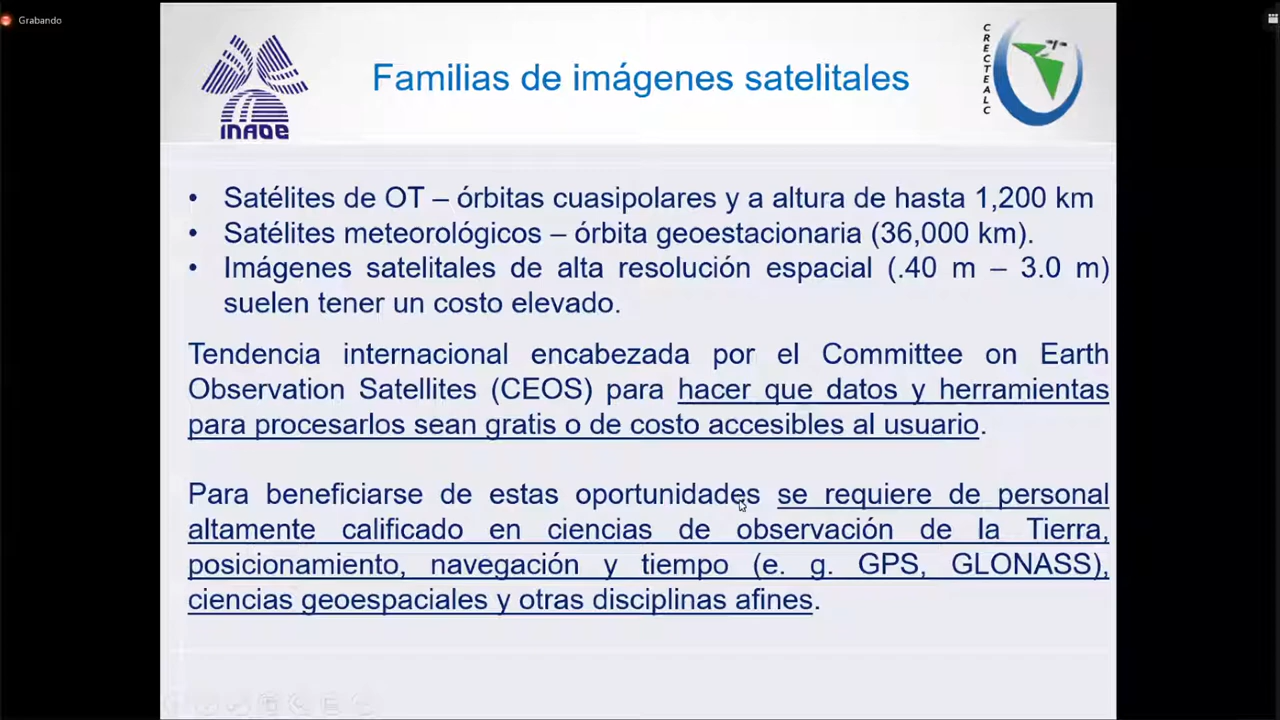 Grabando
INAOE
CRECTEALC
Familias de imágenes satelitales
• Satélites de OT – órbitas cuasipolares y a altura de hasta 1,200 km
• Satélites meteorológicos – órbita geoestacionaria (36,000 km).
• Imágenes satelitales de alta resolución espacial (.40 m – 3.0 m)
suelen tener un costo elevado.
Tendencia internacional encabezada por el Committee on Earth
Observation Satellites (CEOS) para hacer que datos y herramientas
para procesarlos sean gratis o de costo accesibles al usuario.
Para beneficiarse de estas oportunidades se requiere de personal
altamente calificado en ciencias de observación de la Tierra,
posicionamiento, navegación y tiempo (e. g. GPS, GLONASS),
ciencias geoespaciales y otras disciplinas afines.